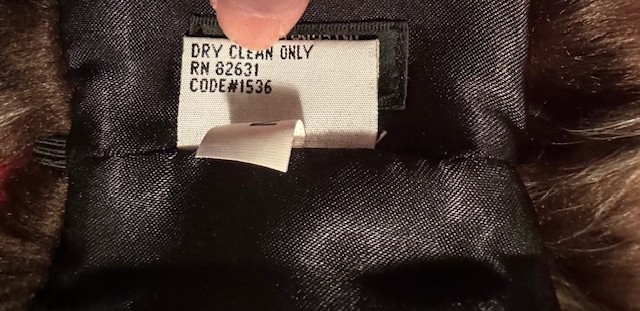 DRY CLEAN ONLY
RN 82631
CODE#1536